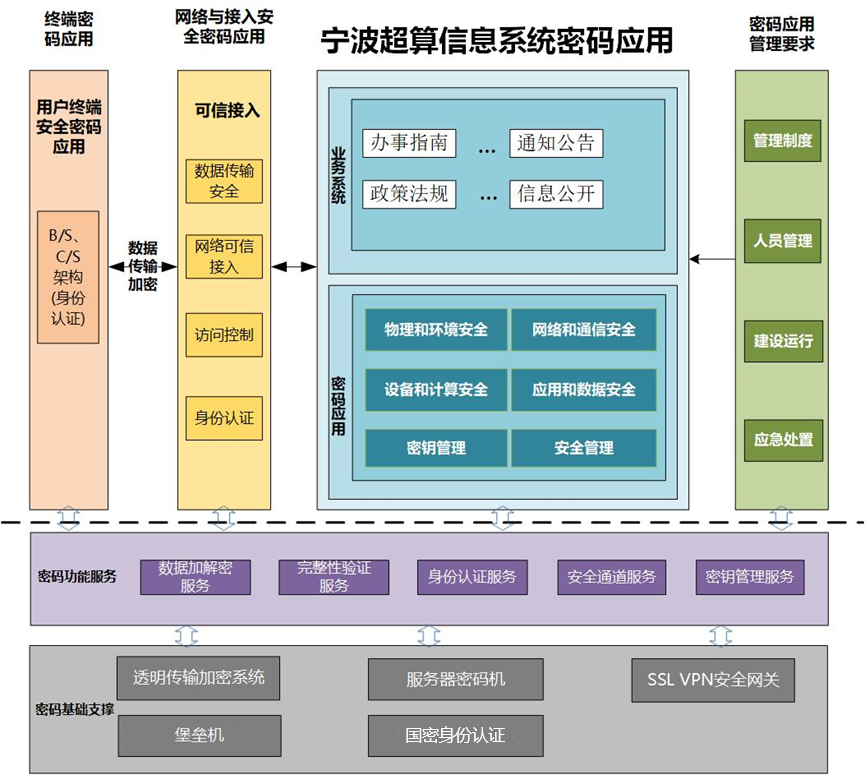 终端密
码应用
网络与接入安
全密码应用
宁波超算信息系统密码应用
密码应用
管理要求
用户终端
安全密码
应用
B/S、
C/S
架构
(身份
认证)
数据
传输
加密
可信接入
数据传输
安全
网络可信
接入
访问控制
身份认证
业务系统
办事指南
...
通知公告
政策法规
...
信息公开
密码应用
物理和环境安全
网络和通信安全
设备和计算安全
应用和数据安全
密钥管理
安全管理
管理制度
人员管理
建设运行
应急处置
密码功能服务
数据加解密
服务
完整性验证
服务
身份认证服务
安全通道服务
密钥管理服务
密码基础支撑
透明传输加密系统
服务器密码机
SSL VPN安全网关
堡垒机
国密身份认证